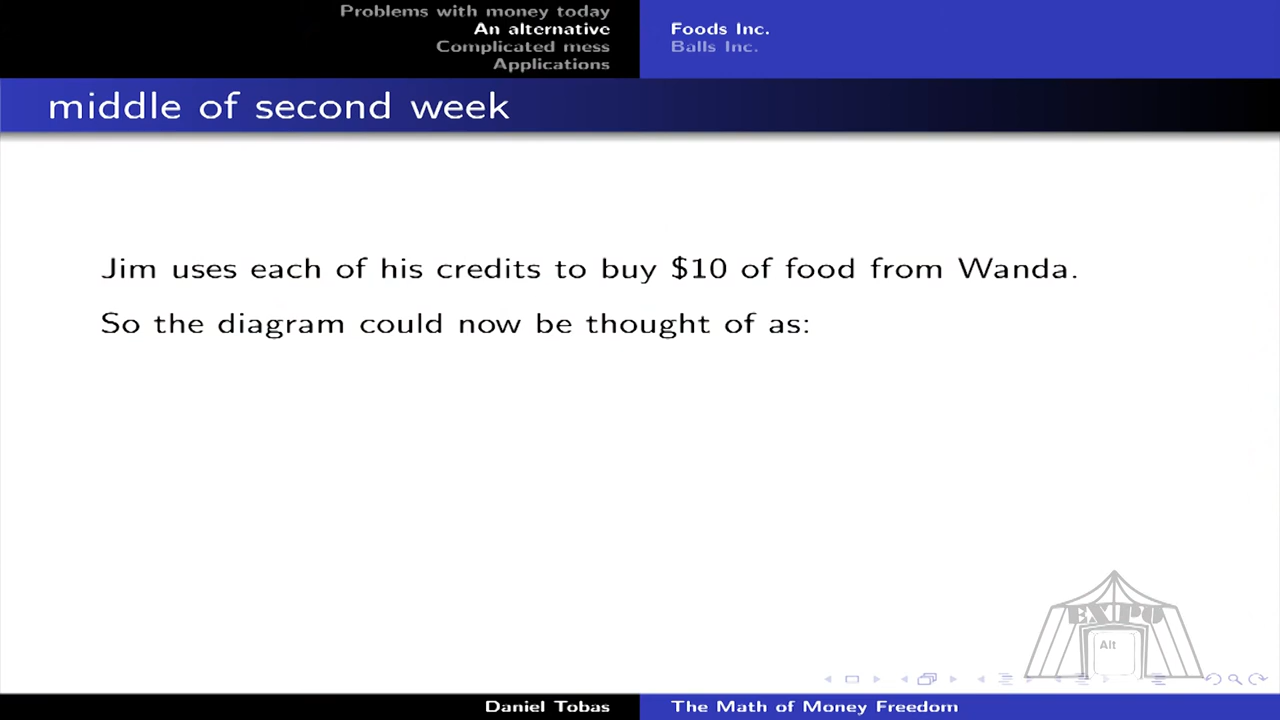 Problems with money today
An alternative
Complicated mess
Applications
Foods Inc.
Balls Inc.
middle of second week
Jim uses each of his credits to buy $10 of food from Wanda.
So the diagram could now be thought of as:
EXPO
Alt
Daniel Tobas
The Math of Money Freedom